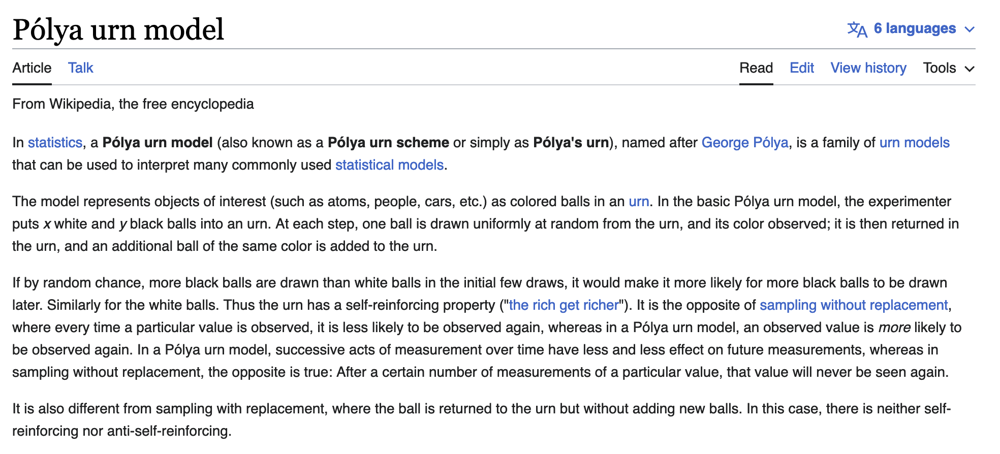 Pólya urn model
6 languages
Article Talk
Read Edit View history Tools
From Wikipedia, the free encyclopedia
In statistics, a Pólya urn model (also known as a Pólya urn scheme or simply as Pólya's urn), named after George Pólya, is a family of urn models
that can be used to interpret many commonly used statistical models.
The model represents objects of interest (such as atoms, people, cars, etc.) as colored balls in an urn. In the basic Pólya urn model, the experimenter
puts x white and y black balls into an urn. At each step, one ball is drawn uniformly at random from the urn, and its color observed; it is then returned in
the urn, and an additional ball of the same color is added to the urn.
If by random chance, more black balls are drawn than white balls in the initial few draws, it would make it more likely for more black balls to be drawn
later. Similarly for the white balls. Thus the urn has a self-reinforcing property ("the rich get richer"). It is the opposite of sampling without replacement,
where every time a particular value is observed, it is less likely to be observed again, whereas in a Pólya urn model, an observed value is more likely to
be observed again. In a Pólya urn model, successive acts of measurement over time have less and less effect on future measurements, whereas in
sampling without replacement, the opposite is true: After a certain number of measurements of a particular value, that value will never be seen again.
It is also different from sampling with replacement, where the ball is returned to the urn but without adding new balls. In this case, there is neither self-
reinforcing nor anti-self-reinforcing.